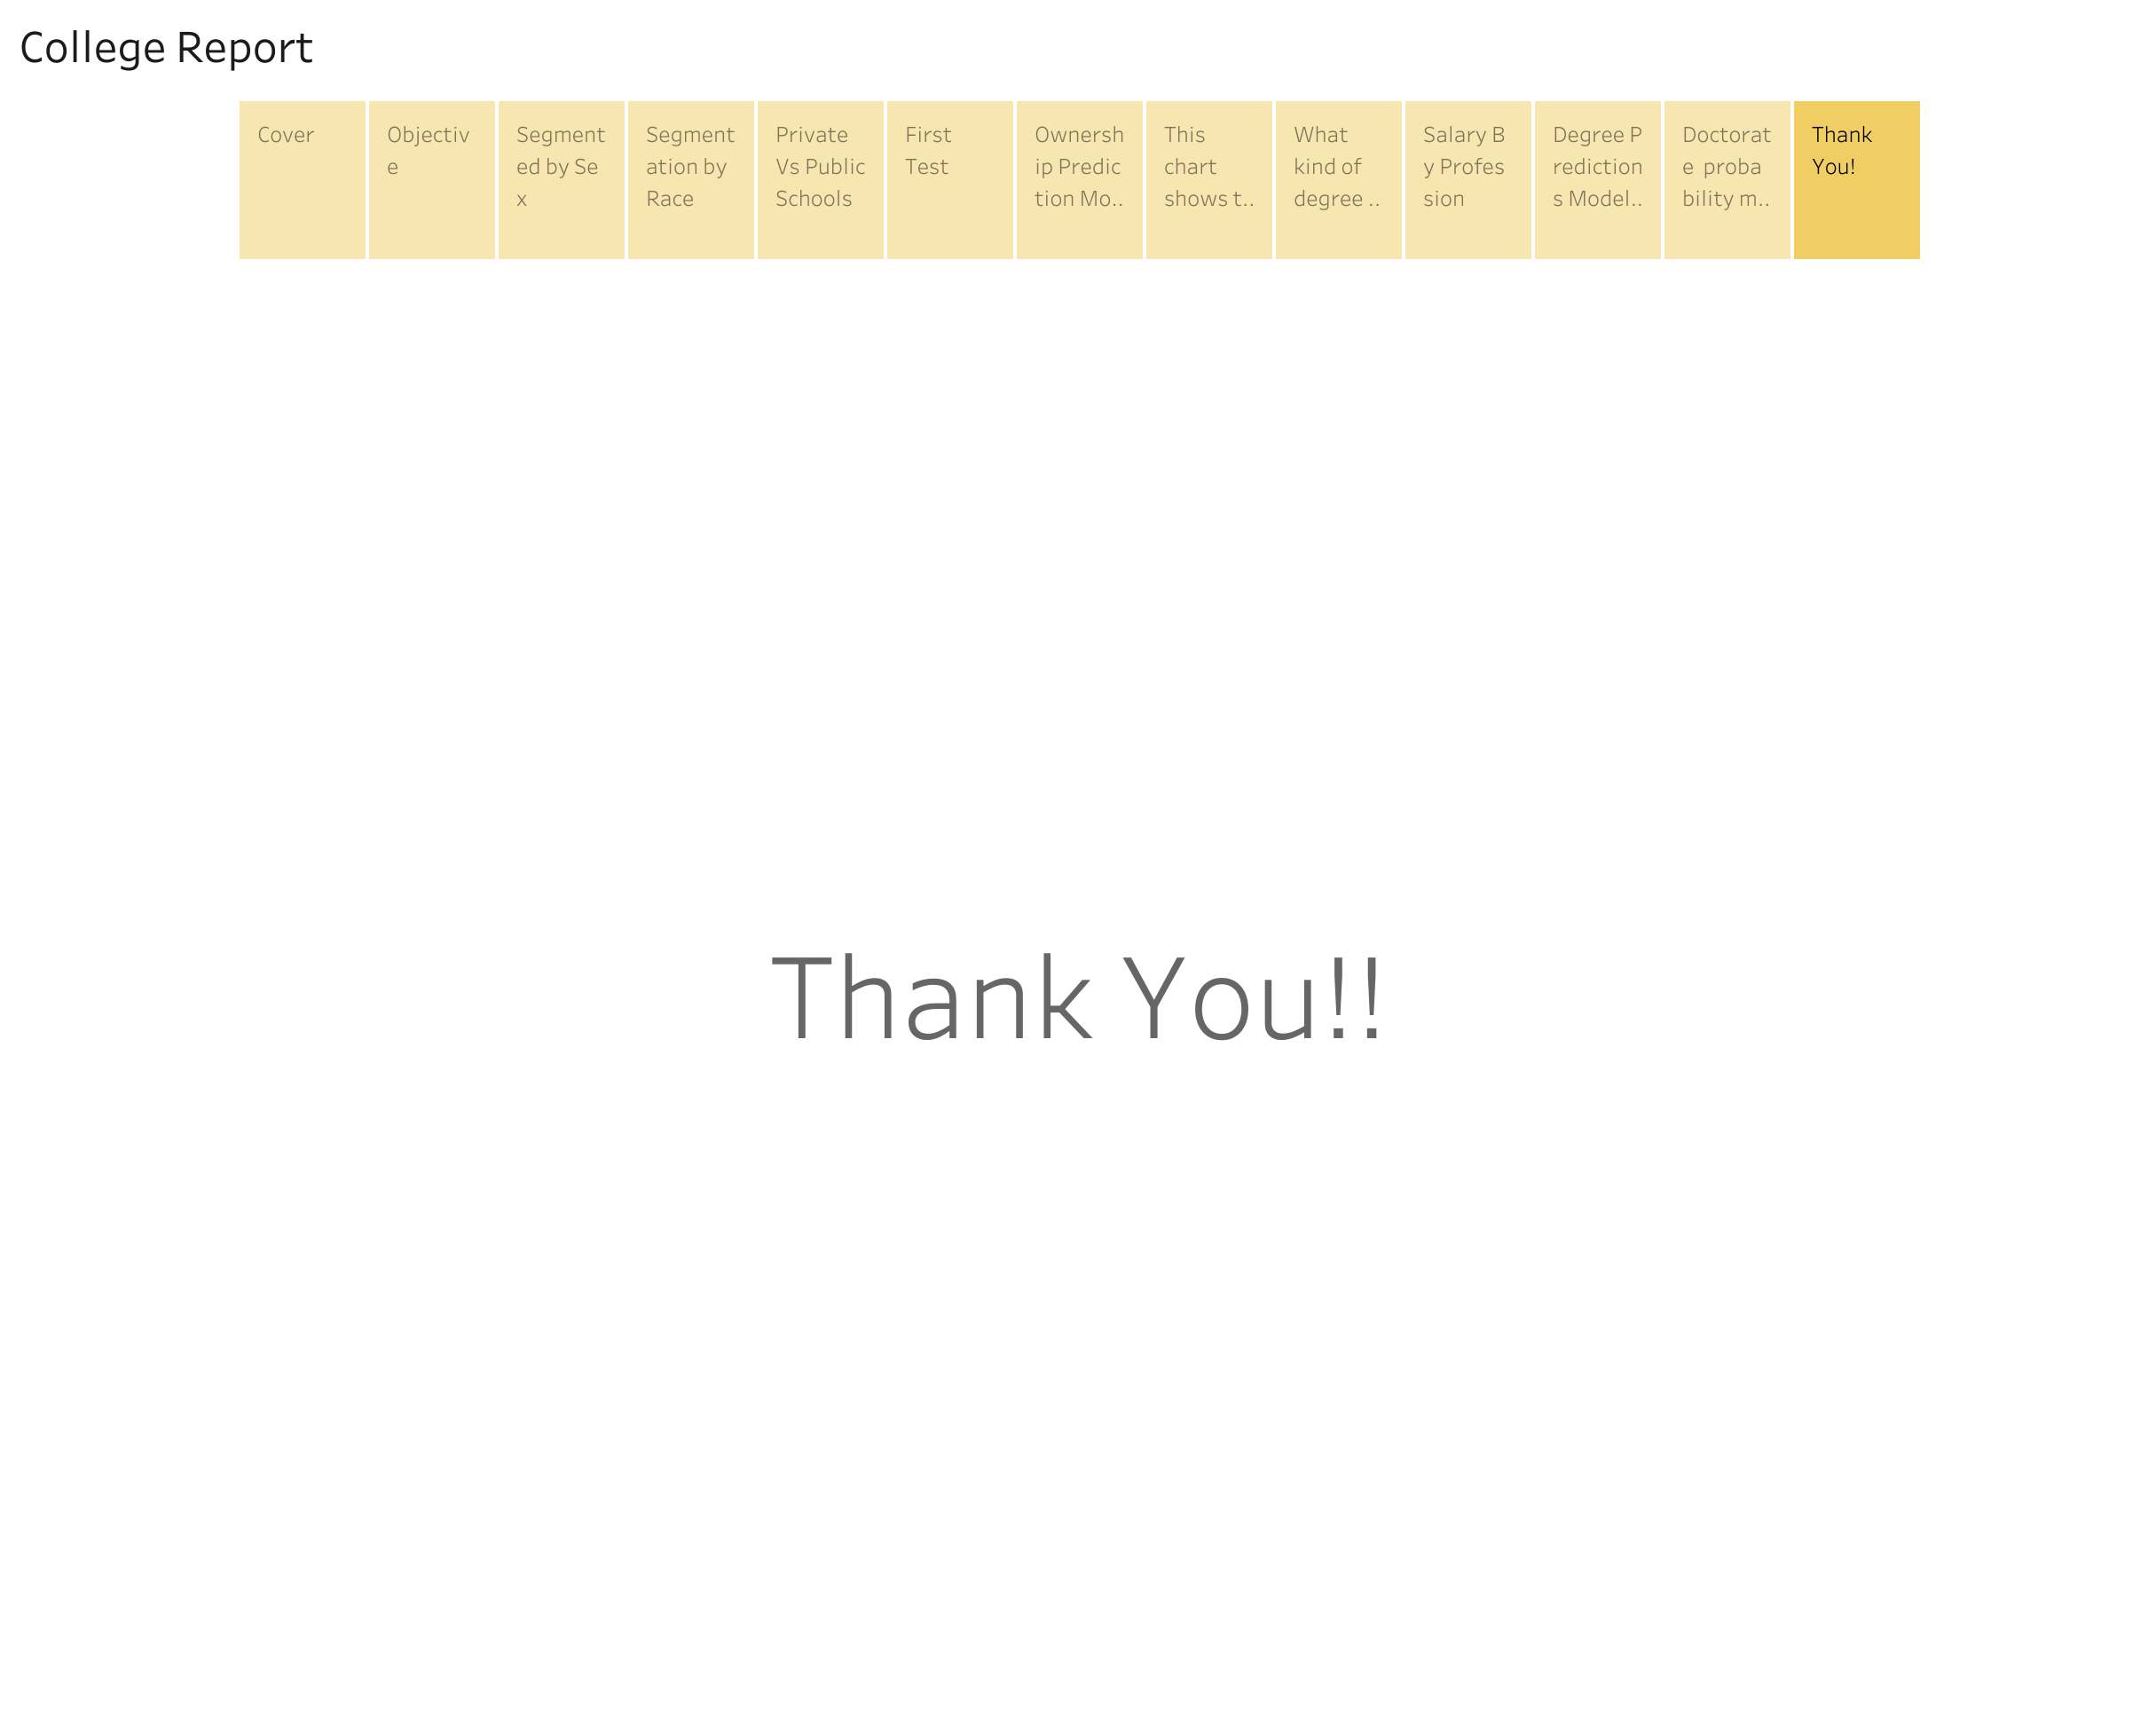 College Report
Cover
Objectiv
e
Segment
ed by Se
x
Segment
ation by
Race
Private
Vs Public
Schools
First
Test
Ownersh
ip Predic
tion Mo..
This
chart
shows t..
What
kind of
degree ..
Salary B
y Profes
sion
Degree P
rediction
s Model..
Doctorat
e  proba
bility m..
Thank
You!
Thank You!!